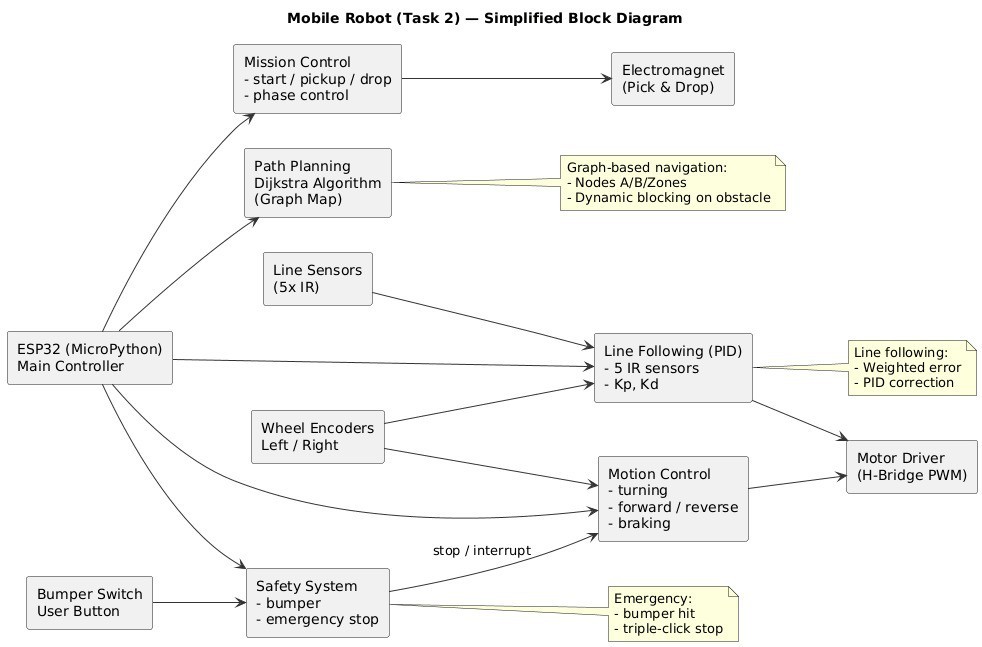 Mobile Robot (Task 2) — Simplified Block Diagram
Mission Control
- start / pickup / drop
- phase control
Electromagnet
(Pick & Drop)
Path Planning
Dijkstra Algorithm
(Graph Map)
Graph-based navigation:
- Nodes A/B/Zones
- Dynamic blocking on obstacle
Line Sensors
(5x IR)
ESP32 (MicroPython)
Main Controller
Line Following (PID)
- 5 IR sensors
- Kp, Kd
Line following:
- Weighted error
- PID correction
Wheel Encoders
Left / Right
Motor Driver
(H-Bridge PWM)
Motion Control
- turning
- forward / reverse
- braking
stop / interrupt
Bumper Switch
User Button
Safety System
- bumper
- emergency stop
Emergency:
- bumper hit
- triple-click stop